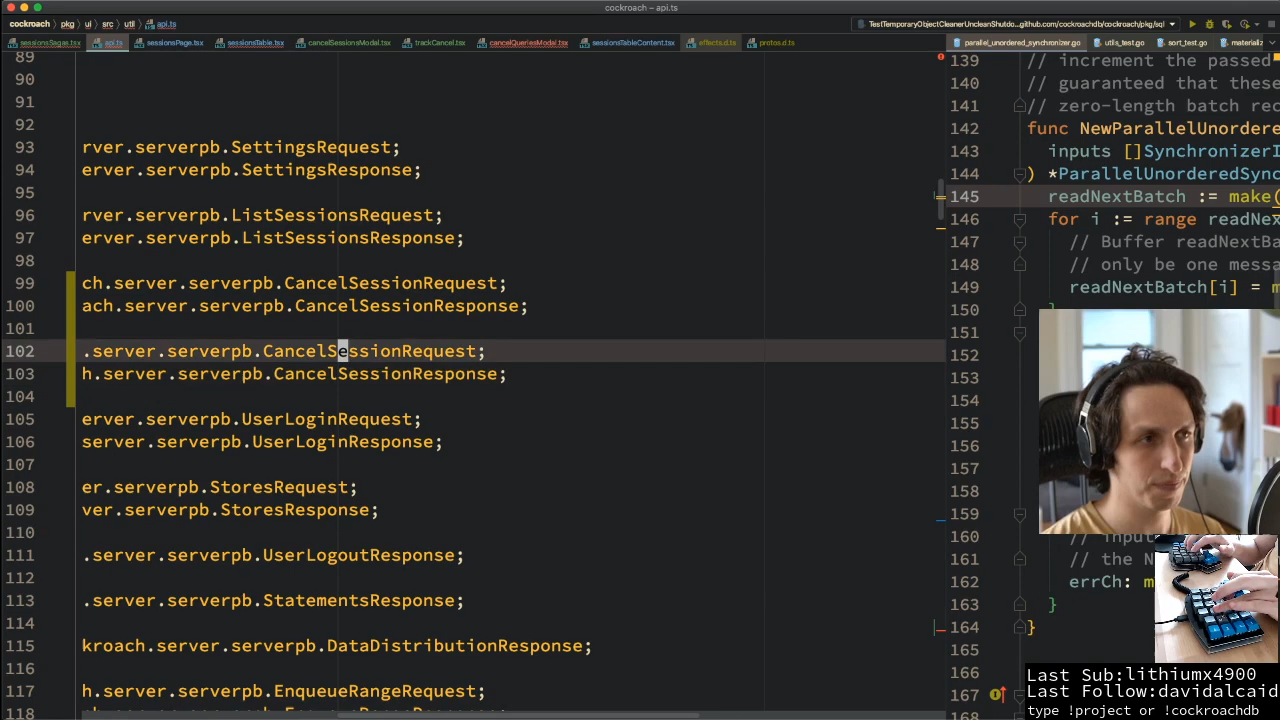 cockroach – api.ts
cockroach pkg ui src util api.ts
TestTemporaryObjectCleanerUncleanShutdo...github.com/cockroachdb/cockroach/pkg/sql
sessionsSagas.ts api.ts sessionsPage.tsx sessionsTable.tsx cancelSessionsModal.tsx trackCancel.tsx cancelQueriesModal.tsx sessionsTableContent.tsx effects.d.ts protos.d.ts
parallel_unordered_synchronizer.go utils_test.go sort_test.go
89
90
91
92
93 rver.serverpb.SettingsRequest;
94 erver.serverpb.SettingsResponse;
95
96 rver.serverpb.ListSessionsRequest;
97 erver.serverpb.ListSessionsResponse;
98
99 ch.server.serverpb.CancelSessionRequest;
100 ach.server.serverpb.CancelSessionResponse;
101
102 .server.serverpb.CancelSessionRequest;
103 h.server.serverpb.CancelSessionResponse;
104
105 erver.serverpb.UserLoginRequest;
106 server.serverpb.UserLoginResponse;
107
108 er.serverpb.StoresRequest;
109 ver.serverpb.StoresResponse;
110
111 .server.serverpb.UserLogoutResponse;
112
113 .server.serverpb.StatementsResponse;
114
115 kroach.server.serverpb.DataDistributionResponse;
116
117 h.server.serverpb.EnqueueRangeRequest;
118
139 // increment the passed
140 // guaranteed that these
141 // zero-length batch rec
142 func NewParallelUnordere
143 inputs []SynchronizerI
144 ) *ParallelUnorderedSync
145 readNextBatch := make(
146 for i := range readNex
147 // Buffer readNextBa
148 // only be one messa
149 readNextBatch[i] = m
150
151
152
153
154
155
156
157
158
159
160 // inpu
161 // the N
162 errCh: m
163 }
164 }
165
166
167
168
Last Sub:lithiumx4900
Last Follow:davidalcaid
type !project or !cockroachdb